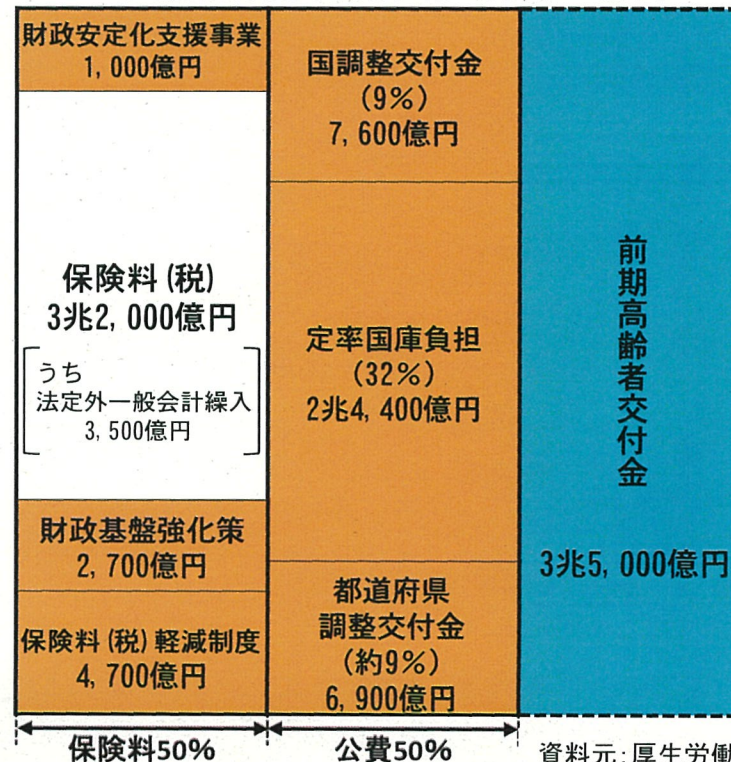 財政安定化支援事業
1,000億円
保険料(税)
3兆2,000億円
うち
法定外一般会計繰入
3,500億円
財政基盤強化策
2,700億円
保険料(税)軽減制度
4,700億円
国調整交付金
(9%)
7,600億円
定率国庫負担
(32%)
2兆4,400億円
都道府県
調整交付金
(約9%)
6,900億円
前期高齢者交付金
3兆5,000億円
保険料50%
公費50%
資料元:厚生労働